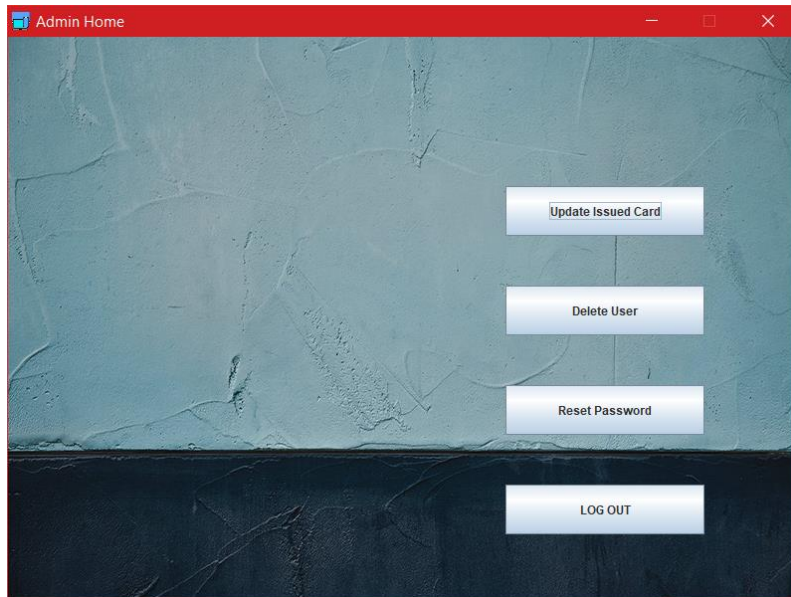 Admin Home
Update Issued Card
Delete User
Reset Password
LOG OUT